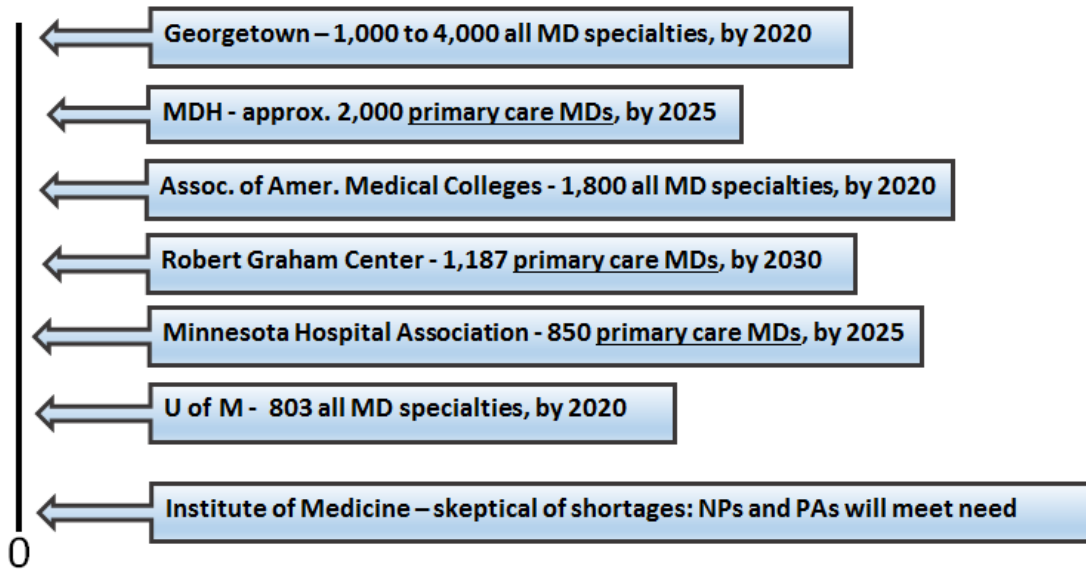 Georgetown – 1,000 to 4,000 all MD specialties, by 2020
MDH - approx. 2,000 primary care MDs, by 2025
Assoc. of Amer. Medical Colleges - 1,800 all MD specialties, by 2020
Robert Graham Center - 1,187 primary care MDs, by 2030
Minnesota Hospital Association - 850 primary care MDs, by 2025
U of M -  803 all MD specialties, by 2020
Institute of Medicine – skeptical of shortages: NPs and PAs will meet need
0